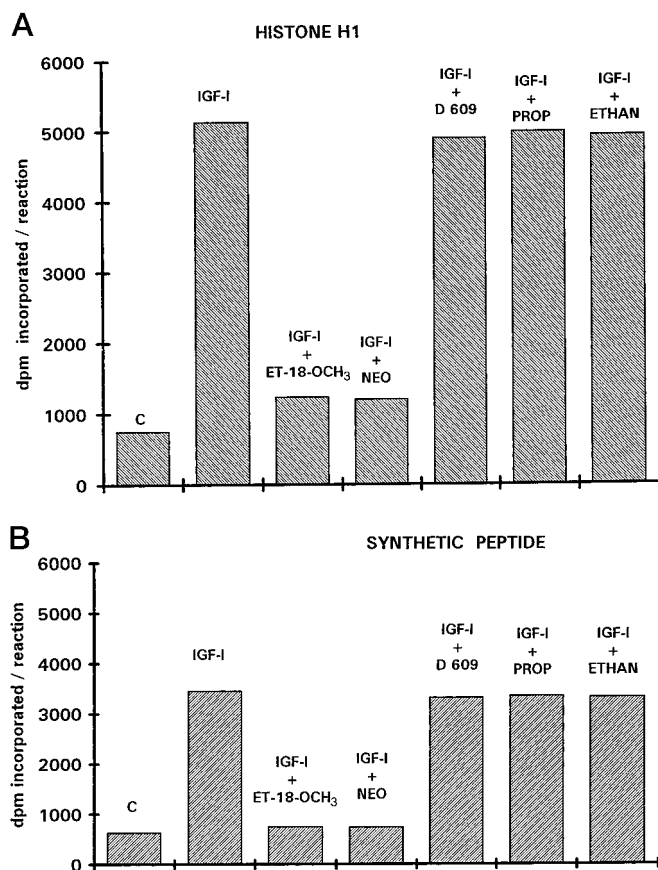 A
HISTONE H1
dpm incorporated / reaction
6000
5000
4000
3000
2000
1000
0
C
IGF-I
IGF-I
+
ET-18-OCH₃
IGF-I
+
NEO
IGF-I
+
D 609
IGF-I
+
PROP
IGF-I
+
ETHAN
B
SYNTHETIC PEPTIDE
dpm incorporated / reaction
6000
5000
4000
3000
2000
1000
0
C
IGF-I
IGF-I
+
ET-18-OCH₃
IGF-I
+
NEO
IGF-I
+
D 609
IGF-I
+
PROP
IGF-I
+
ETHAN